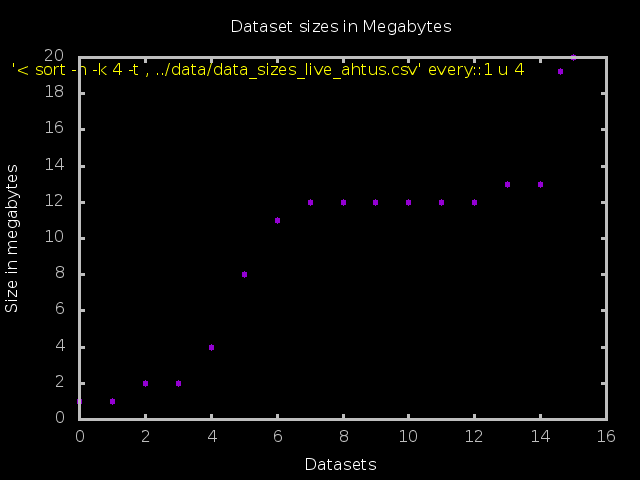 Dataset sizes in Megabytes
20
'< sort -n -k 4 -t , ../data/data_sizes_live_ahtus.csv' every::1 u 4
18
16
14
12
10
8
6
4
2
0
Size in megabytes
0 2 4 6 8 10 12 14 16
Datasets